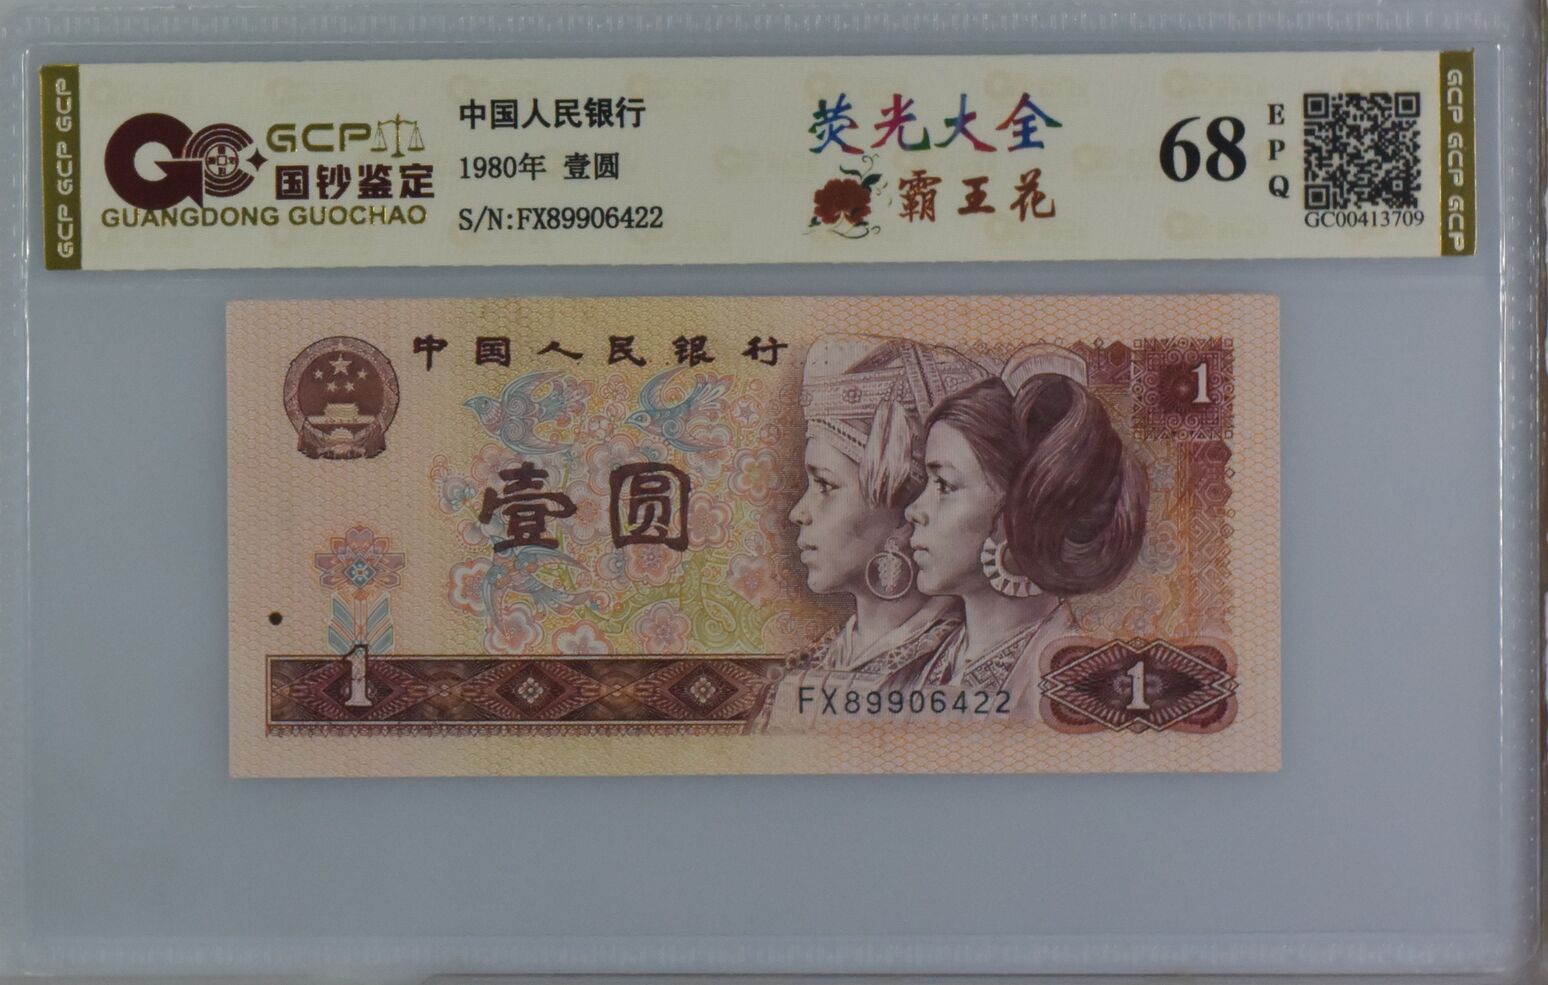 GCP GCP GCP
GCP
国钞鉴定
GUANGDONG GUOCHAO
中国人民银行
1980年 壹圆
S/N:FX89906422
荧光大全
霸王花
68
E
P
Q
GC00413709
GCP GCP GCP
中国人民银行
1
壹圆
1
FX89906422
1